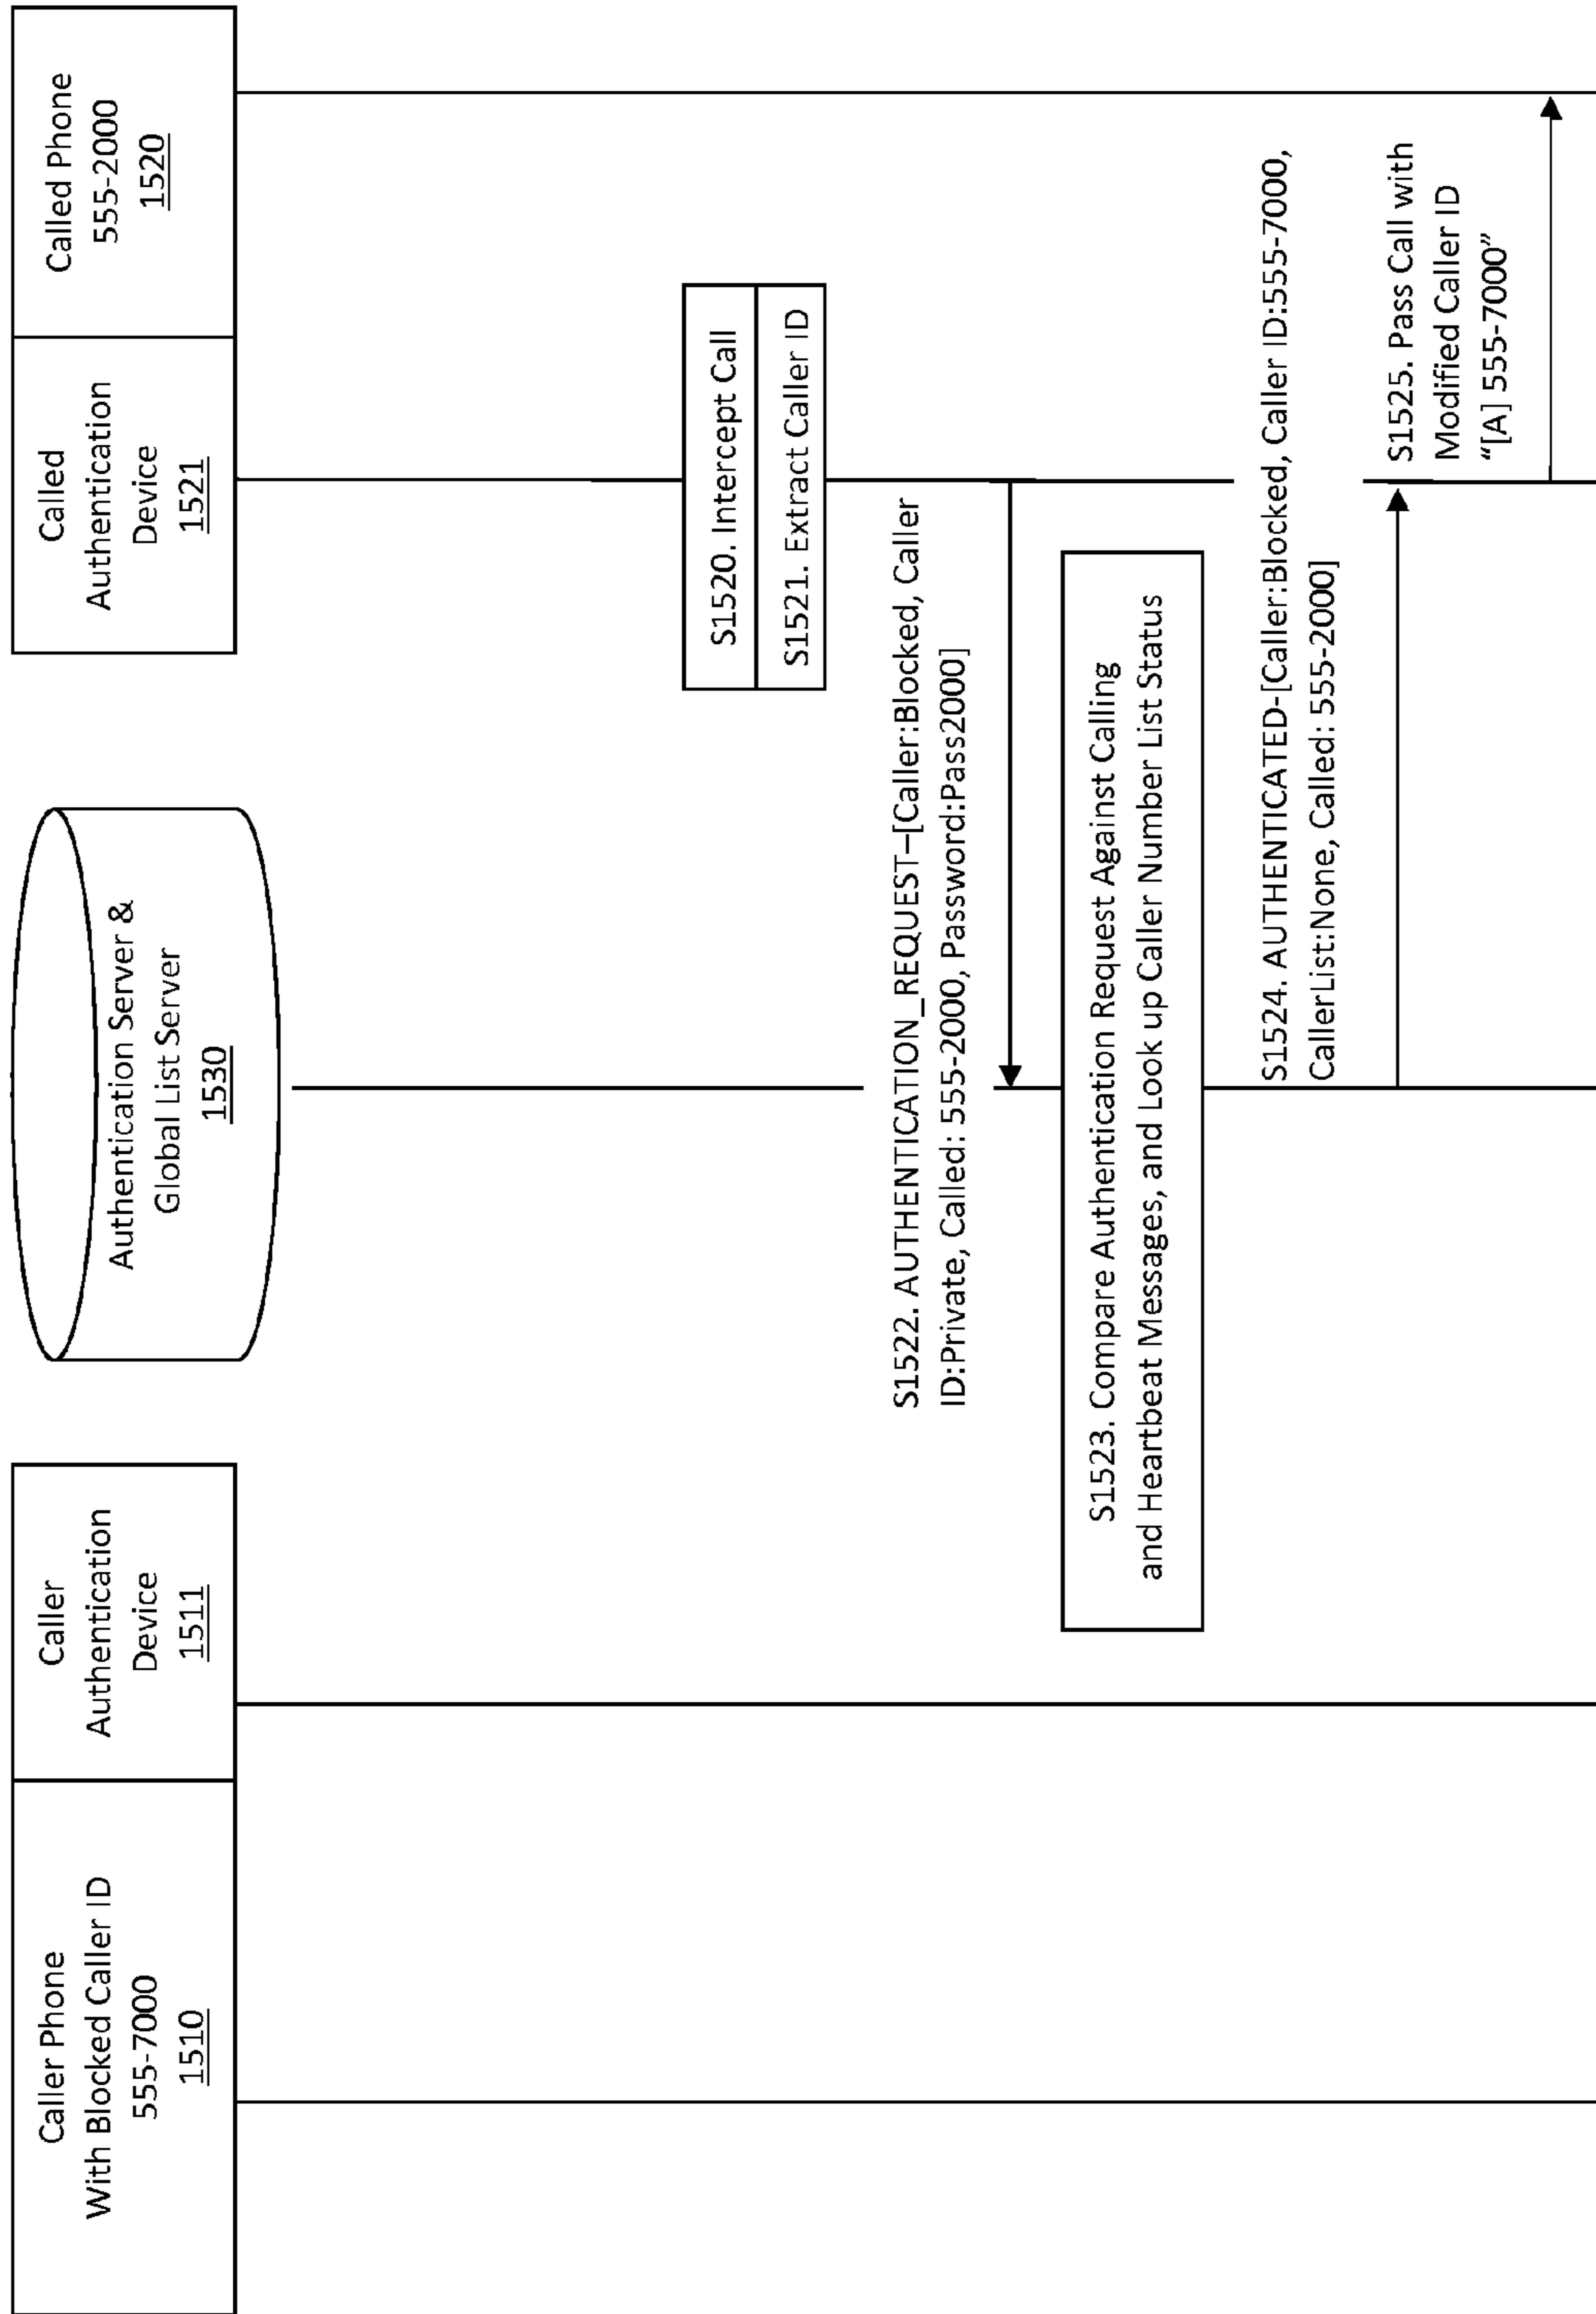 Caller Phone
With Blocked Caller ID
555-7000
1510
Caller
Authentication
Device
1511
Authentication Server &
Global List Server
1530
Called
Authentication
Device
1521
Called Phone
555-2000
1520
S1520. Intercept Call
S1521. Extract Caller ID
S1522. AUTHENTICATION_REQUEST–[Caller:Blocked, Caller
ID:Private, Called: 555-2000, Password:Pass2000]
S1523. Compare Authentication Request Against Calling
and Heartbeat Messages, and Look up Caller Number List Status
S1524. AUTHENTICATED-[Caller:Blocked, Caller ID:555-7000,
CallerList:None, Called: 555-2000]
S1525. Pass Call with
Modified Caller ID
“[A] 555-7000”